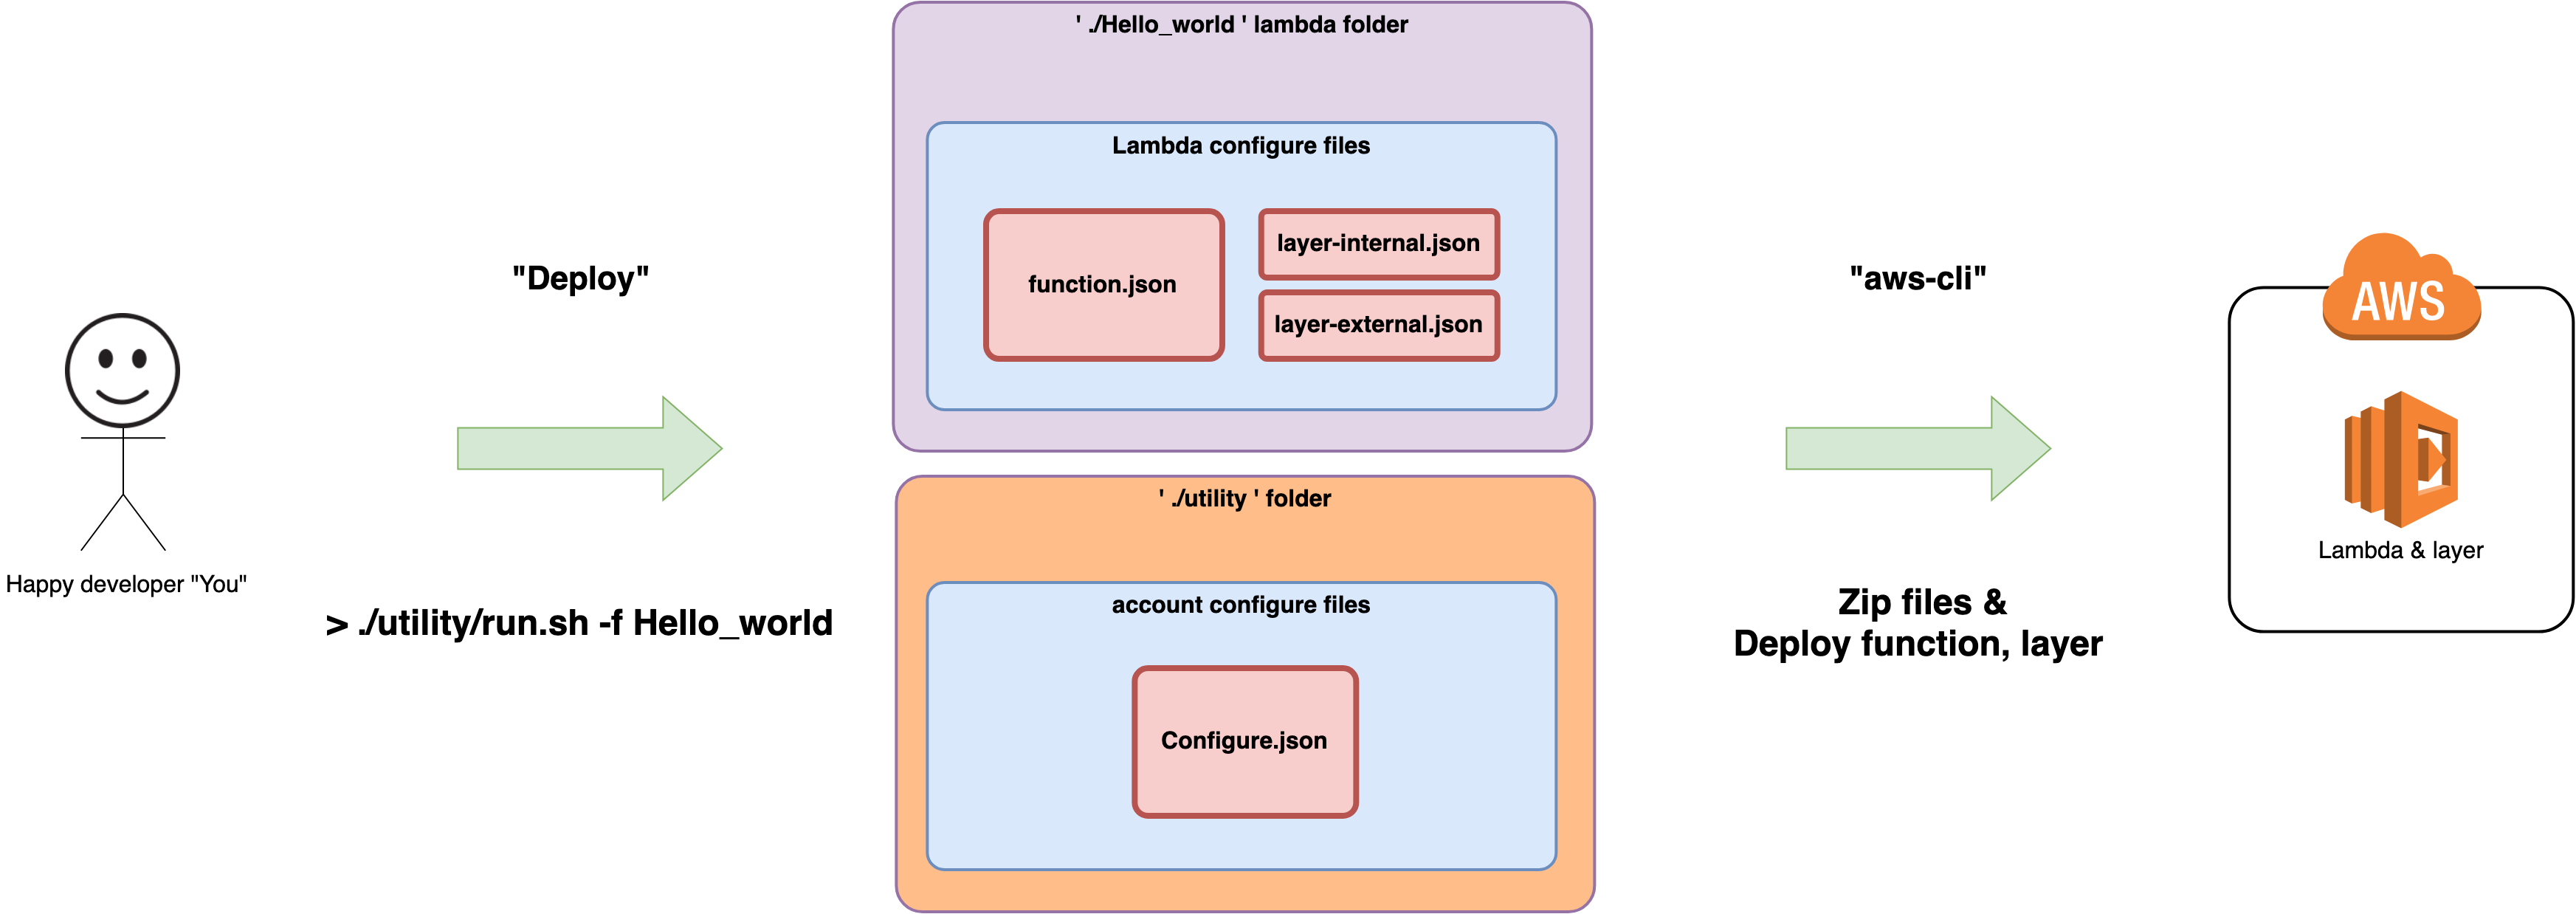 Happy developer "You"
"Deploy"
> ./utility/run.sh -f Hello_world
' ./Hello_world ' lambda folder
Lambda configure files
function.json
layer-internal.json
layer-external.json
' ./utility ' folder
account configure files
Configure.json
"aws-cli"
Zip files &
Deploy function, layer
AWS
Lambda & layer